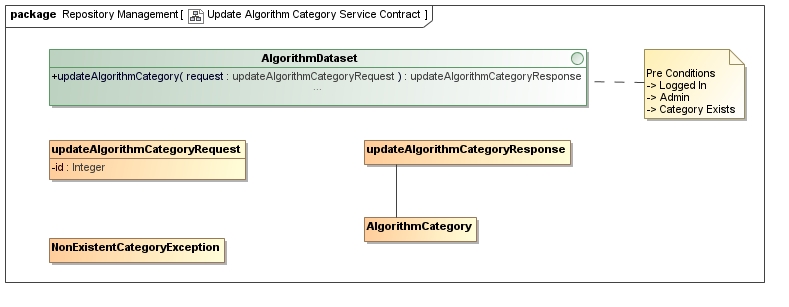 package Repository Management[ Update Algorithm Category Service Contract ]
AlgorithmDataset
+updateAlgorithmCategory( request : updateAlgorithmCategoryRequest ) : updateAlgorithmCategoryResponse
...
Pre Conditions
-> Logged In
-> Admin
-> Category Exists
updateAlgorithmCategoryRequest
-id : Integer
updateAlgorithmCategoryResponse
AlgorithmCategory
NonExistentCategoryException